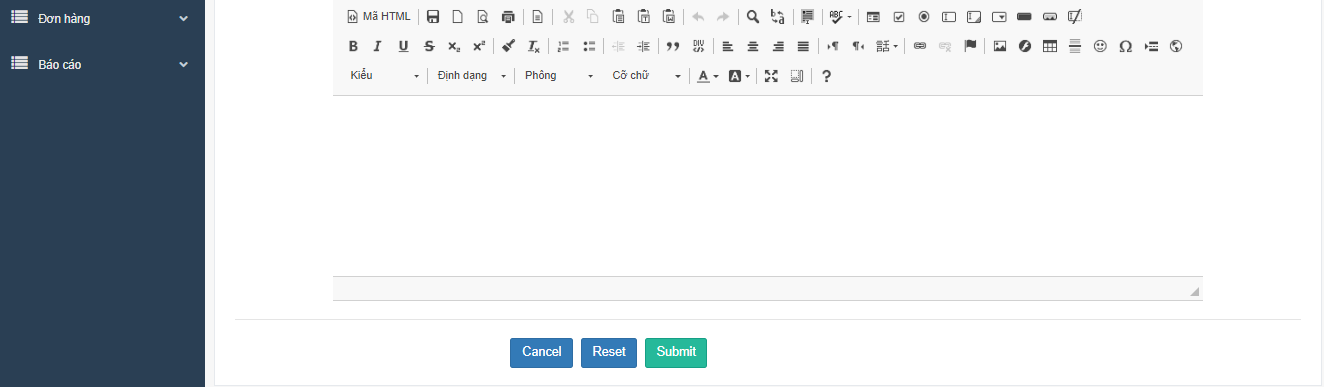 Đơn hàng
Báo cáo
Mã HTML
Kiểu Định dạng Phông Cỡ chữ
Cancel Reset Submit